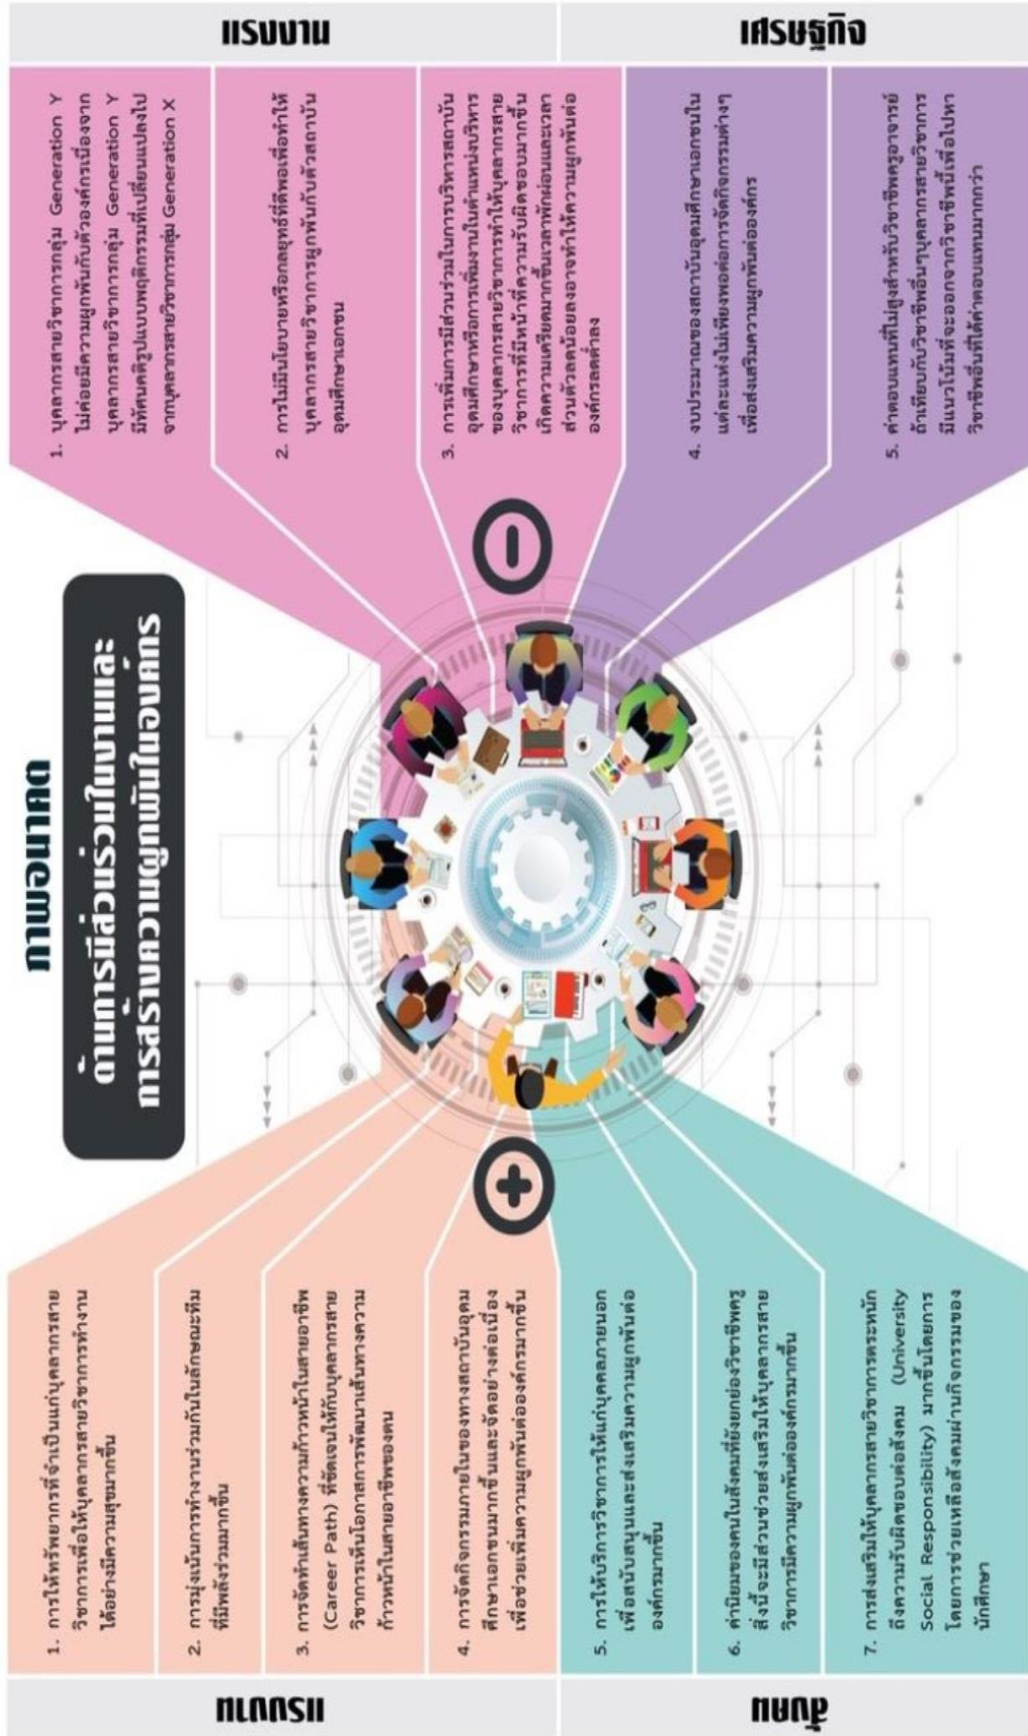 ภาพอนาคต
ด้านการมีส่วนร่วมในงานและ
การสร้างความผูกพันในองค์กร
แรงงาน
1. การให้ทรัพยากรที่จำเป็นแก่บุคลากรสาย
วิชาการเพื่อให้บุคลากรสายวิชาการทำงาน
ได้อย่างมีความสุขมากขึ้น
2. การมุ่งเน้นการทำงานร่วมกันในลักษณะทีม
ที่มีพลังร่วมมากขึ้น
3. การจัดทำเส้นทางความก้าวหน้าในสายอาชีพ
(Career Path) ที่ชัดเจนให้กับบุคลากรสาย
วิชาการเห็นโอกาสการพัฒนาเส้นทางความ
ก้าวหน้าในสายอาชีพของตน
4. การจัดกิจกรรมภายในของทางสถาบันอุดม
ศึกษาเอกชนมากขึ้นและจัดอย่างต่อเนื่อง
เพื่อช่วยเพิ่มความผูกพันต่อองค์กรมากขึ้น
สังคม
5. การให้บริการวิชาการให้แก่บุคคลภายนอก
เพื่อสนับสนุนและส่งเสริมความผูกพันต่อ
องค์กรมากขึ้น
6. ค่านิยมของคนในสังคมที่ยังยกย่องวิชาชีพครู
สิ่งนี้จะมีส่วนช่วยส่งเสริมให้บุคลากรสาย
วิชาการมีความผูกพันต่อองค์กรมากขึ้น
7. การส่งเสริมให้บุคลากรสายวิชาการตระหนัก
ถึงความรับผิดชอบต่อสังคม (University
Social Responsibility) มากขึ้นโดยการ
โดยการช่วยเหลือสังคมผ่านกิจกรรมของ
นักศึกษา
แรงงาน
1. บุคลากรสายวิชาการกลุ่ม Generation Y
ไม่ค่อยมีความผูกพันกับตัวองค์กรเนื่องจาก
บุคลากรสายวิชาการกลุ่ม Generation Y
มีทัศนคติรูปแบบพฤติกรรมที่เปลี่ยนแปลงไป
จากบุคลากรสายวิชาการกลุ่ม Generation X
2. การไม่มีนโยบายหรือกลยุทธ์ที่ดีพอเพื่อทำให้
บุคลากรสายวิชาการผูกพันกับตัวสถาบัน
อุดมศึกษาเอกชน
3. การเพิ่มการมีส่วนร่วมในการบริหารสถาบัน
อุดมศึกษาหรือการเพิ่มงานในตำแหน่งบริหาร
ของบุคลากรสายวิชาการทำให้บุคลากรสาย
วิชาการที่มีหน้าที่ความรับผิดชอบมากขึ้น
เกิดความเครียดมากขึ้นเวลาพักผ่อนและเวลา
ส่วนตัวลดน้อยลงอาจทำให้ความผูกพันต่อ
องค์กรลดต่ำลง
เศรษฐกิจ
4. งบประมาณของสถาบันอุดมศึกษาเอกชนใน
แต่ละแห่งไม่เพียงพอต่อการจัดกิจกรรมต่างๆ
เพื่อส่งเสริมความผูกพันต่อองค์กร
5. ค่าตอบแทนที่ไม่สูงสำหรับวิชาชีพครูอาจารย์
ถ้าเทียบกับวิชาชีพอื่นๆบุคลากรสายวิชาการ
มีแนวโน้มที่จะออกจากวิชาชีพนี้เพื่อไปหา
วิชาชีพอื่นที่ได้ค่าตอบแทนมากกว่า